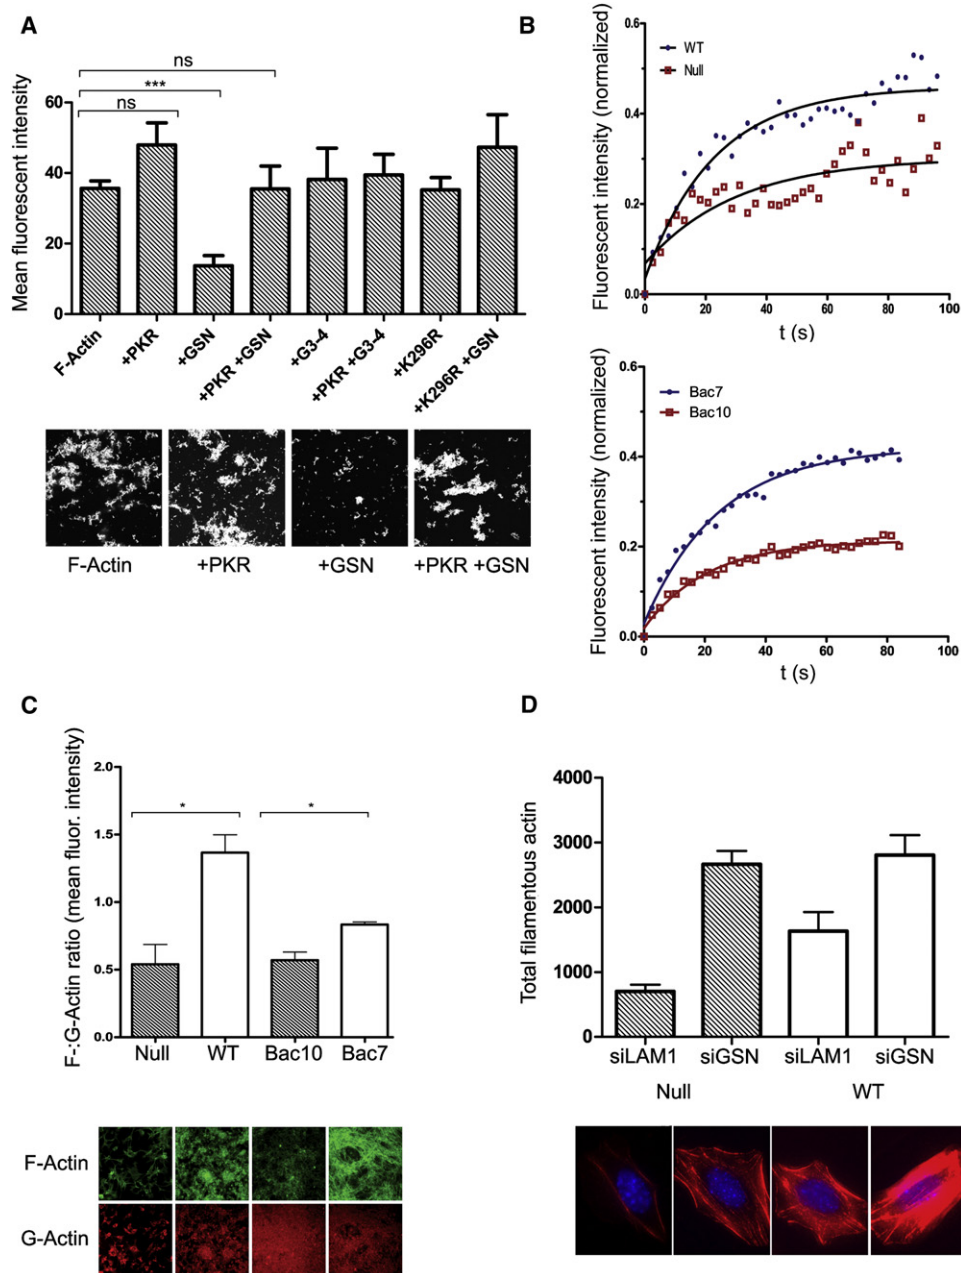 A
ns
***
ns
Mean fluorescent intensity
60
40
20
0
F-Actin
+PKR
+GSN
+PKR +GSN
+G3-4
+PKR +G3-4
+K296R
+K296R +GSN
F-Actin
+PKR
+GSN
+PKR +GSN
B
Fluorescent intensity (normalized)
0.6
0.4
0.2
0.0
WT
Null
0
20
40
60
80
100
t (s)
Fluorescent intensity (normalized)
0.6
0.4
0.2
0.0
Bac7
Bac10
0
20
40
60
80
100
t (s)
C
F-:G-Actin ratio (mean fluor. intensity)
2.0
1.5
1.0
0.5
0.0
*
*
Null
WT
Bac10
Bac7
F-Actin
G-Actin
D
Total filamentous actin
4000
3000
2000
1000
0
siLAM1
siGSN
siLAM1
siGSN
Null
WT